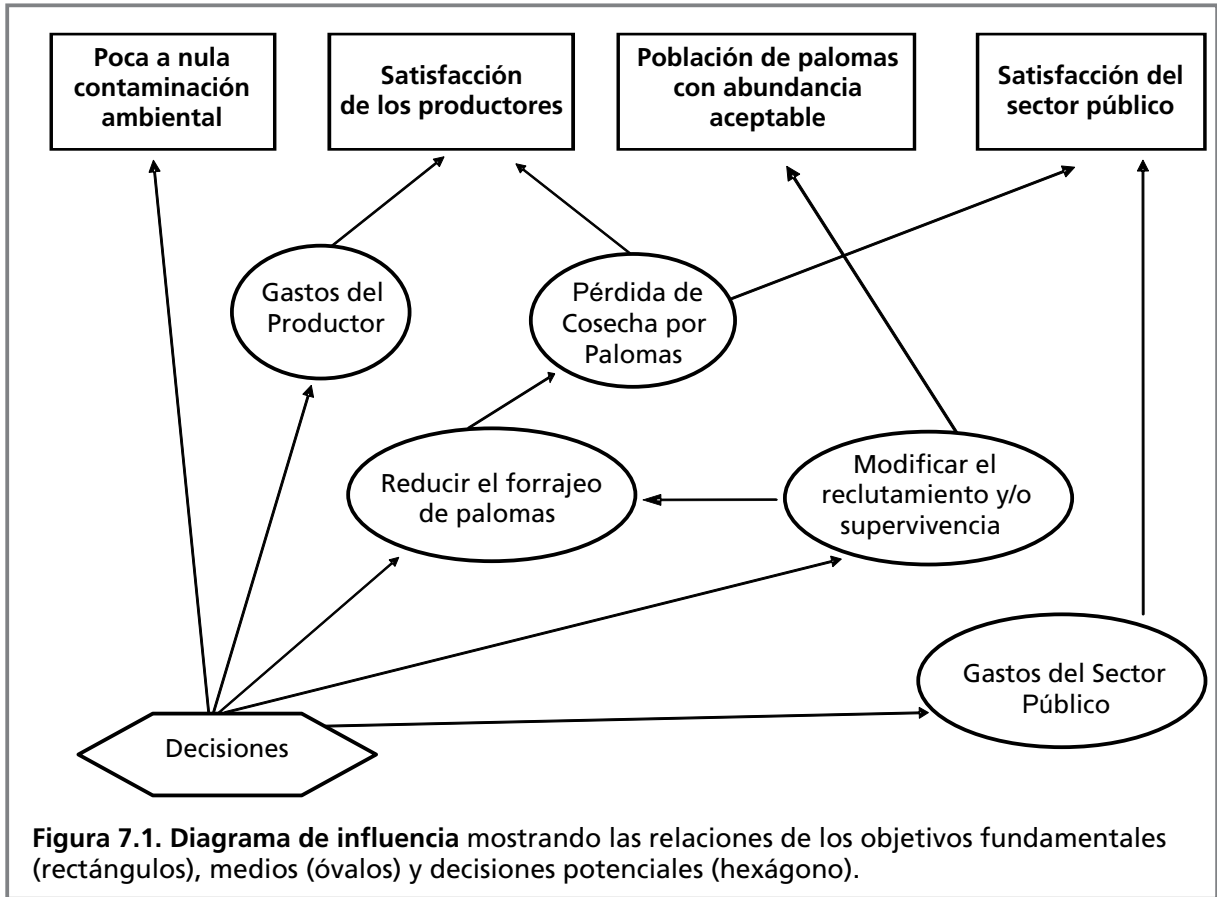 Poca a nula
contaminación
ambiental
Satisfacción
de los productores
Población de palomas
con abundancia
aceptable
Satisfacción del
sector público
Gastos del
Productor
Pérdida de
Cosecha por
Palomas
Reducir el forrajeo
de palomas
Modificar el
reclutamiento y/o
supervivencia
Gastos del Sector
Público
Decisiones
Figura 7.1. Diagrama de influencia mostrando las relaciones de los objetivos fundamentales
(rectángulos), medios (óvalos) y decisiones potenciales (hexágono).